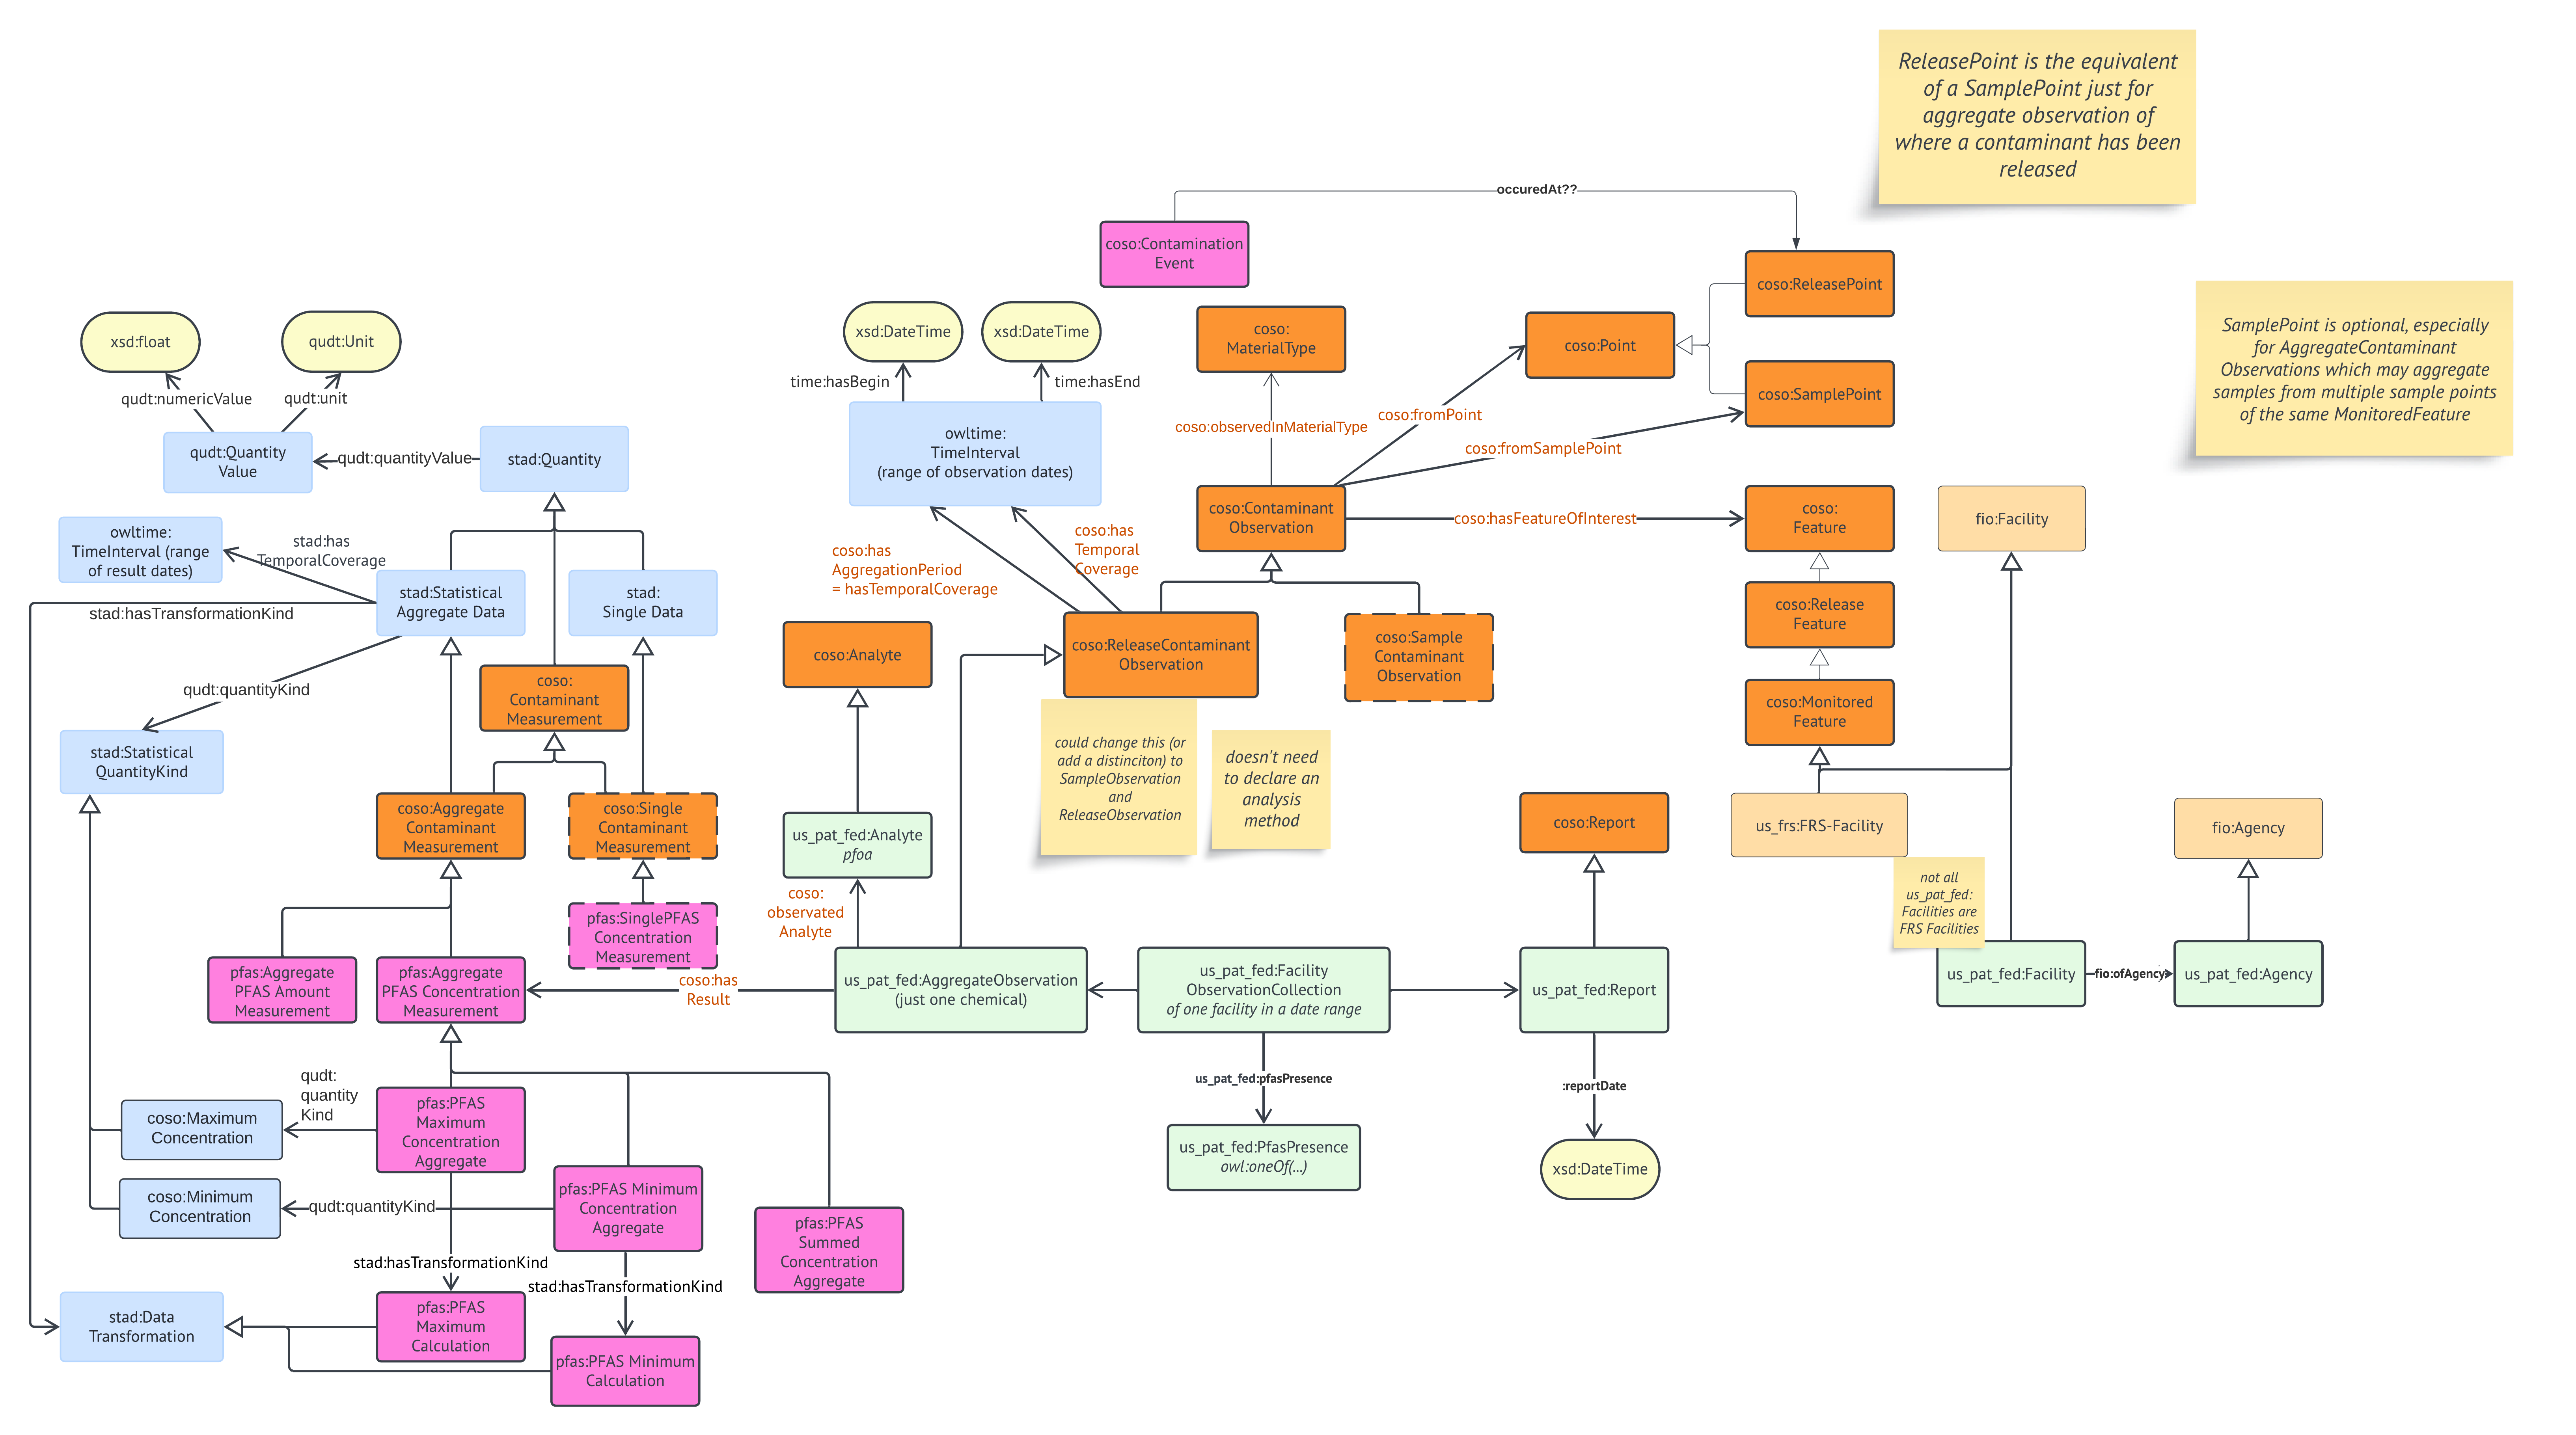 ReleasePoint is the equivalent
of a SamplePoint just for
aggregate observation of
where a contaminant has been
released
occuredAt??
coso:Contamination
Event
coso:ReleasePoint
SamplePoint is optional, especially
for AggregateContaminant
Observations which may aggregate
samples from multiple sample points
of the same MonitoredFeature
xsd:float
qudt:Unit
xsd:DateTime
xsd:DateTime
coso:
MaterialType
coso:Point
coso:SamplePoint
qudt:numericValue
qudt:unit
time:hasBegin
time:hasEnd
coso:observedInMaterialType
coso:fromPoint
coso:fromSamplePoint
qudt:Quantity
Value
qudt:quantityValue
stad:Quantity
owltime:
TimeInterval
(range of observation dates)
coso:Contaminant
Observation
coso:hasFeatureOfInterest
coso:
Feature
fio:Facility
owltime:
TimeInterval (range
of result dates)
stad:has
TemporalCoverage
coso:has
AggregationPeriod
= hasTemporalCoverage
coso:has
Temporal
Coverage
stad:hasTransformationKind
stad:Statistical
Aggregate Data
stad:
Single Data
coso:Analyte
coso:ReleaseContaminant
Observation
coso:Sample
Contaminant
Observation
coso:Release
Feature
qudt:quantityKind
coso:
Contaminant
Measurement
coso:Monitored
Feature
stad:Statistical
QuantityKind
could change this (or
add a distinciton) to
SampleObservation
and
ReleaseObservation
doesn't need
to declare an
analysis
method
coso:Aggregate
Contaminant
Measurement
coso:Single
Contaminant
Measurement
us_pat_fed:Analyte
pfoa
coso:Report
us_frs:FRS-Facility
fio:Agency
not all
us_pat_fed:
Facilities are
FRS Facilities
coso:
observated
Analyte
pfas:SinglePFAS
Concentration
Measurement
pfas:Aggregate
PFAS Amount
Measurement
pfas:Aggregate
PFAS Concentration
Measurement
coso:has
Result
us_pat_fed:AggregateObservation
(just one chemical)
us_pat_fed:Facility
ObservationCollection
of one facility in a date range
us_pat_fed:Report
us_pat_fed:Facility
fio:ofAgency
us_pat_fed:Agency
qudt:
quantity
Kind
us_pat_fed:pfasPresence
:reportDate
coso:Maximum
Concentration
pfas:PFAS
Maximum
Concentration
Aggregate
us_pat_fed:PfasPresence
owl:oneOf(...)
xsd:DateTime
coso:Minimum
Concentration
qudt:quantityKind
pfas:PFAS Minimum
Concentration
Aggregate
pfas:PFAS
Summed
Concentration
Aggregate
stad:hasTransformationKind
stad:hasTransformationKind
stad:Data
Transformation
pfas:PFAS
Maximum
Calculation
pfas:PFAS Minimum
Calculation